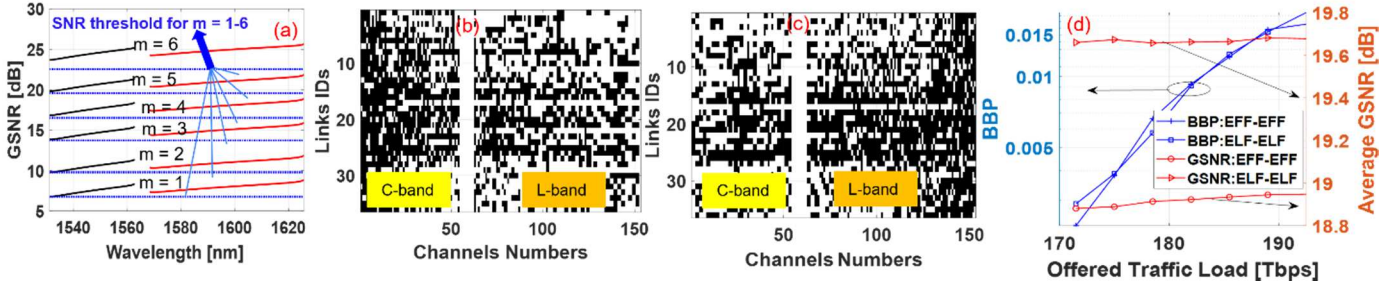 SNR threshold for m = 1-6
(a)
30
25
20
15
10
5
GSNR [dB]
m = 6
m = 5
m = 4
m = 3
m = 2
m = 1
1540
1560
1580
1600
1620
Wavelength [nm]
(b)
Links IDs
10
20
30
C-band
L-band
50
100
150
Channels Numbers
(c)
Links IDs
10
20
30
C-band
L-band
50
100
150
Channels Numbers
(d)
BBP
0.015
0.01
0.005
BBP:EFF-EFF
BBP:ELF-ELF
GSNR:EFF-EFF
GSNR:ELF-ELF
19.8
19.6
19.4
19.2
19
18.8
Average GSNR [dB]
170
180
190
Offered Traffic Load [Tbps]